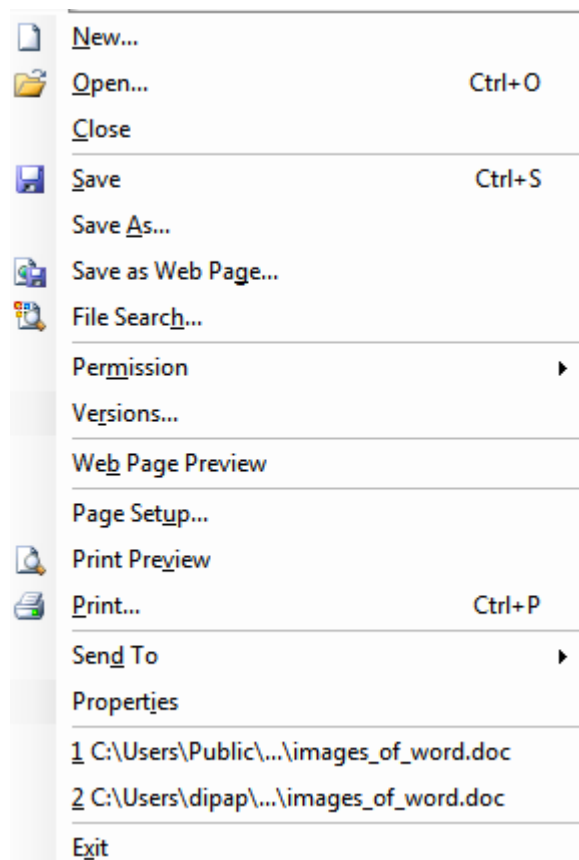 New...
Open... Ctrl+O
Close
Save Ctrl+S
Save As...
Save as Web Page...
File Search...
Permission
Versions...
Web Page Preview
Page Setup...
Print Preview
Print... Ctrl+P
Send To
Properties
1 C:\Users\Public\...\images_of_word.doc
2 C:\Users\dipap\...\images_of_word.doc
Exit